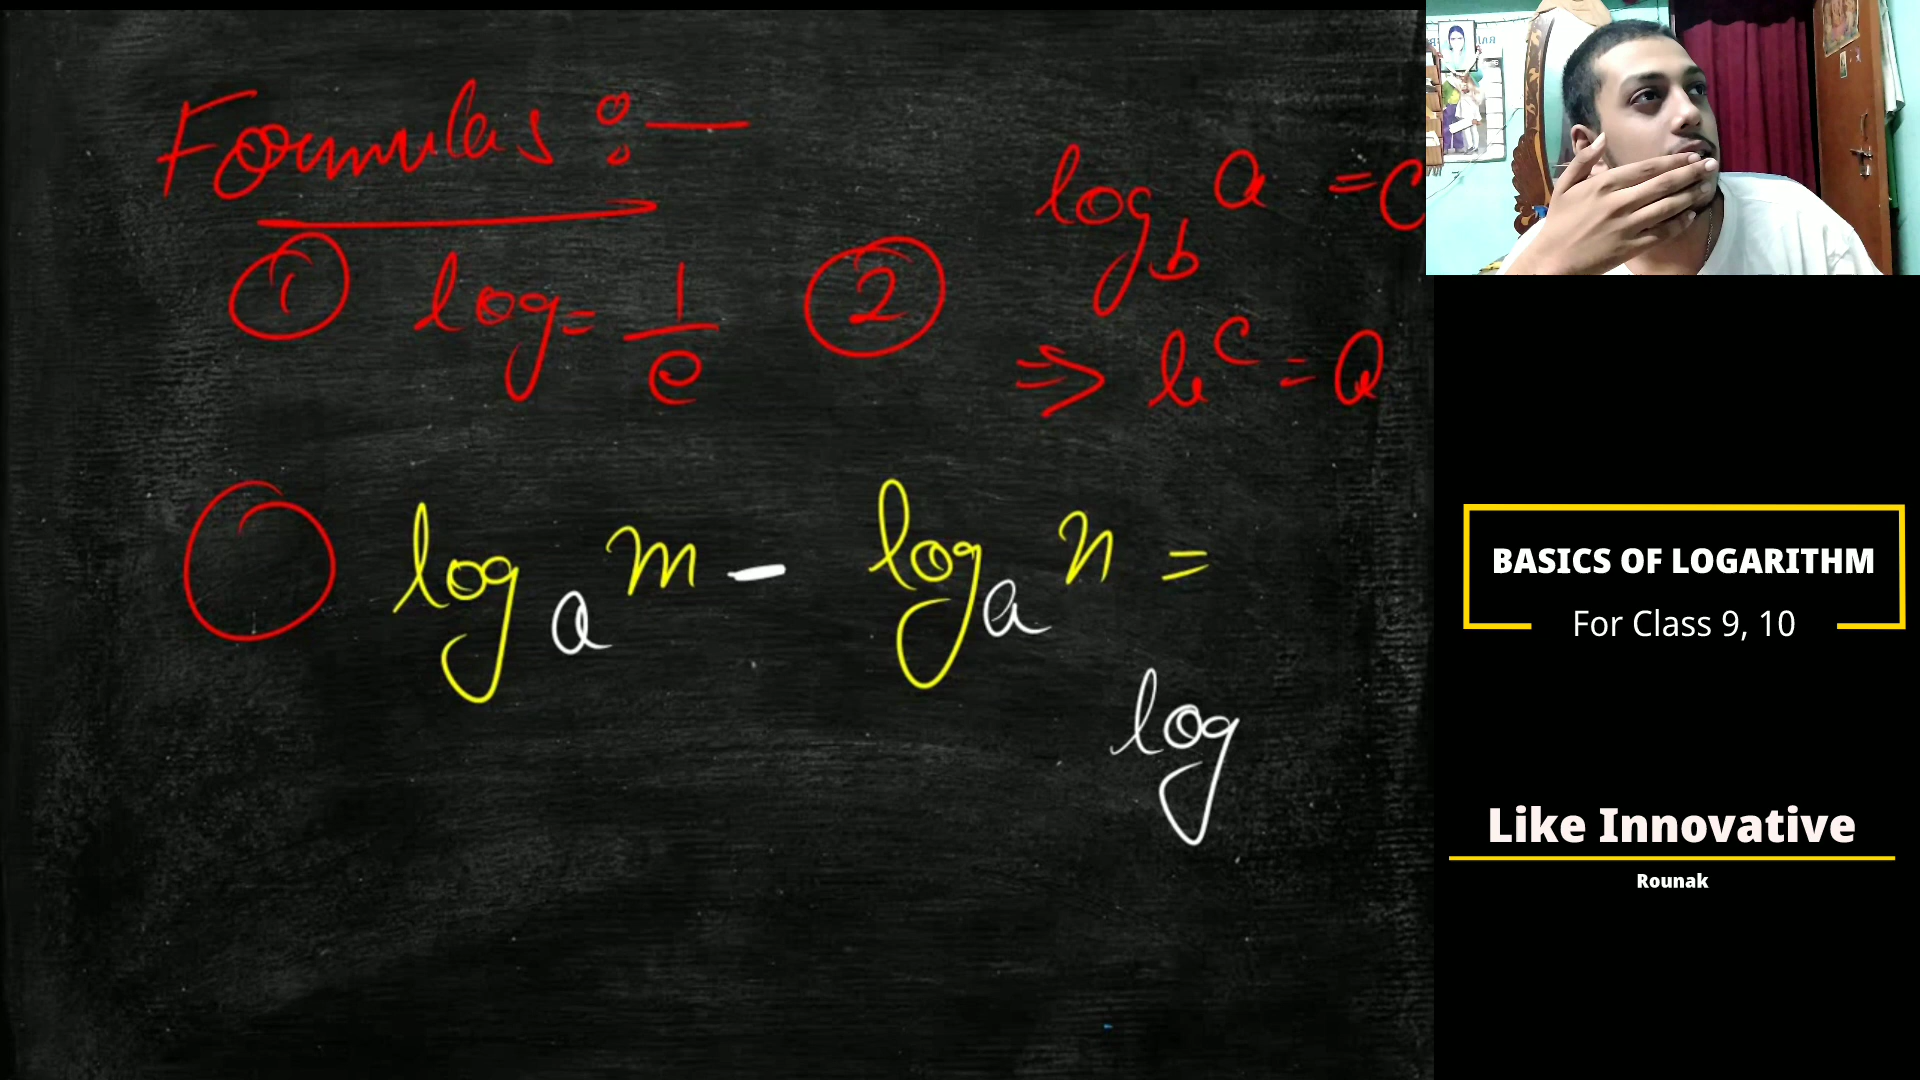 Formulas :—
① log = 1/e ② log_b a = c
⇒ b^c = a
log_a m - log_a n =
log
BASICS OF LOGARITHM
For Class 9, 10
Like Innovative
Rounak